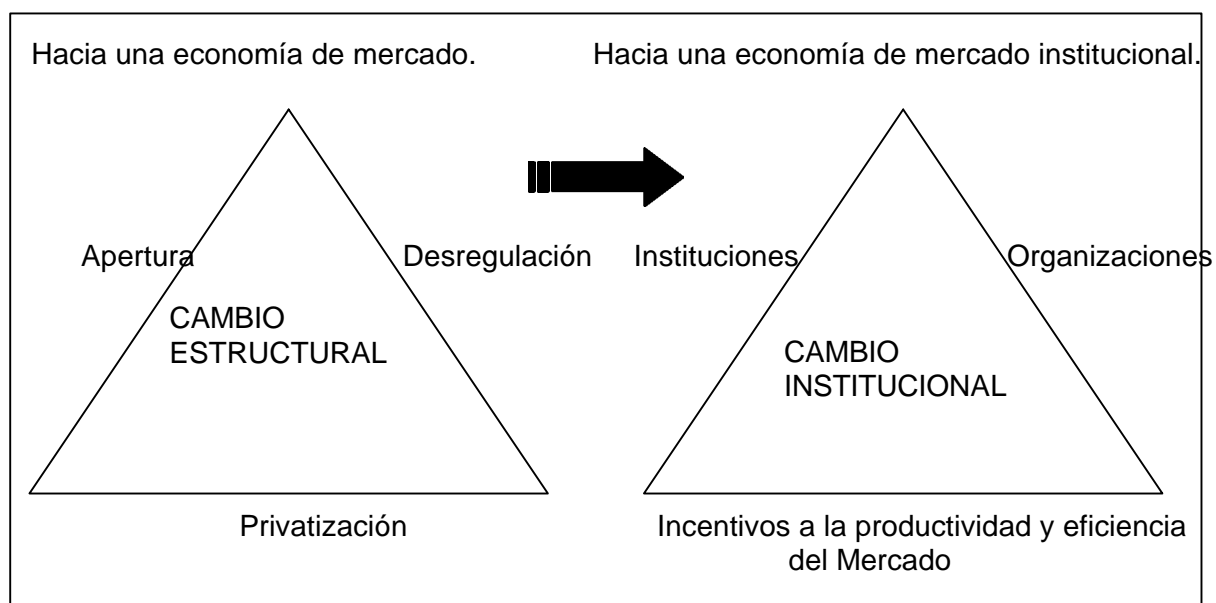 Hacia una economía de mercado.
Hacia una economía de mercado institucional.
Apertura
Desregulación
Instituciones
Organizaciones
CAMBIO
ESTRUCTURAL
CAMBIO
INSTITUCIONAL
Privatización
Incentivos a la productividad y eficiencia
del Mercado